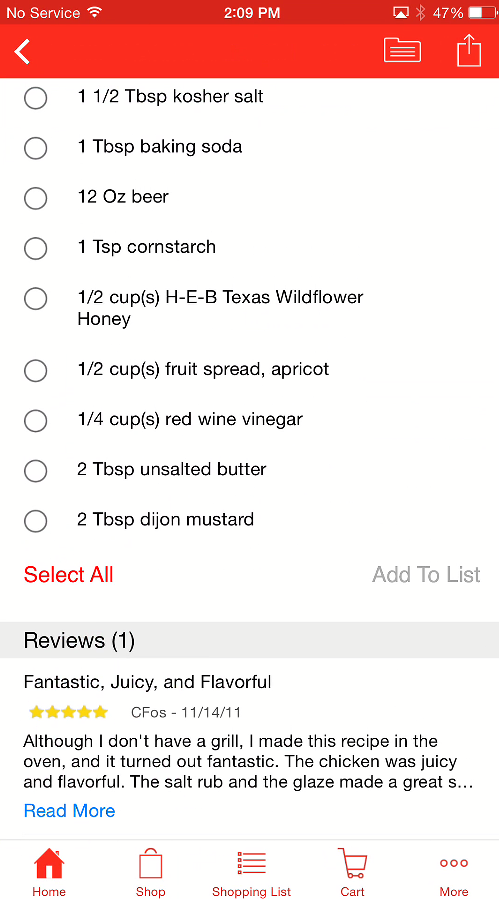 No Service 2:09 PM 47%
1 1/2 Tbsp kosher salt
1 Tbsp baking soda
12 Oz beer
1 Tsp cornstarch
1/2 cup(s) H-E-B Texas Wildflower
Honey
1/2 cup(s) fruit spread, apricot
1/4 cup(s) red wine vinegar
2 Tbsp unsalted butter
2 Tbsp dijon mustard
Select All Add To List
Reviews (1)
Fantastic, Juicy, and Flavorful
CFos - 11/14/11
Although I don't have a grill, I made this recipe in the
oven, and it turned out fantastic. The chicken was juicy
and flavorful. The salt rub and the glaze made a great s...
Read More
Home Shop Shopping List Cart More